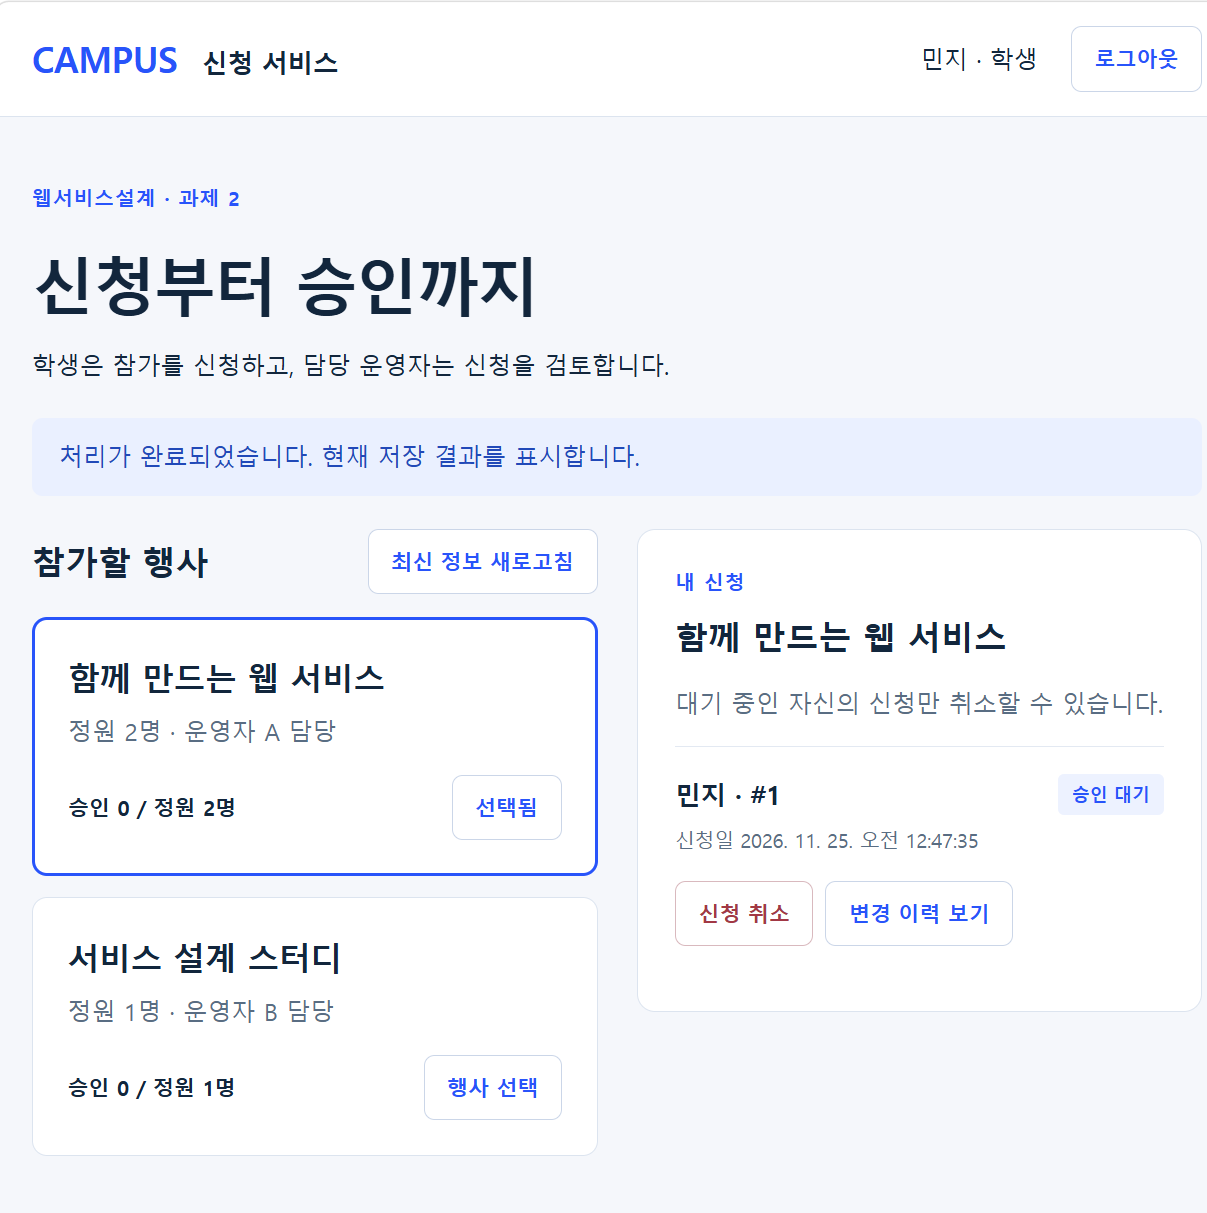 CAMPUS 신청 서비스
민지 · 학생
로그아웃
웹서비스설계 · 과제 2
신청부터 승인까지
학생은 참가를 신청하고, 담당 운영자는 신청을 검토합니다.
처리가 완료되었습니다. 현재 저장 결과를 표시합니다.
참가할 행사
최신 정보 새로고침
함께 만드는 웹 서비스
정원 2명 · 운영자 A 담당
승인 0 / 정원 2명
선택됨
서비스 설계 스터디
정원 1명 · 운영자 B 담당
승인 0 / 정원 1명
행사 선택
내 신청
함께 만드는 웹 서비스
대기 중인 자신의 신청만 취소할 수 있습니다.
민지 · #1
승인 대기
신청일 2026. 11. 25. 오전 12:47:35
신청 취소
변경 이력 보기